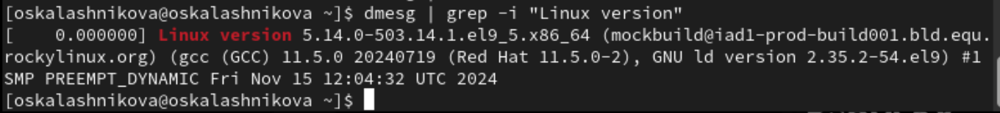 [oskalashnikova@oskalashnikova ~]$ dmesg | grep -i "Linux version"
[    0.000000] Linux version 5.14.0-503.14.1.el9_5.x86_64 (mockbuild@iad1-prod-build001.bld.equ.
rockylinux.org) (gcc (GCC) 11.5.0 20240719 (Red Hat 11.5.0-2), GNU ld version 2.35.2-54.el9) #1
SMP PREEMPT_DYNAMIC Fri Nov 15 12:04:32 UTC 2024
[oskalashnikova@oskalashnikova ~]$